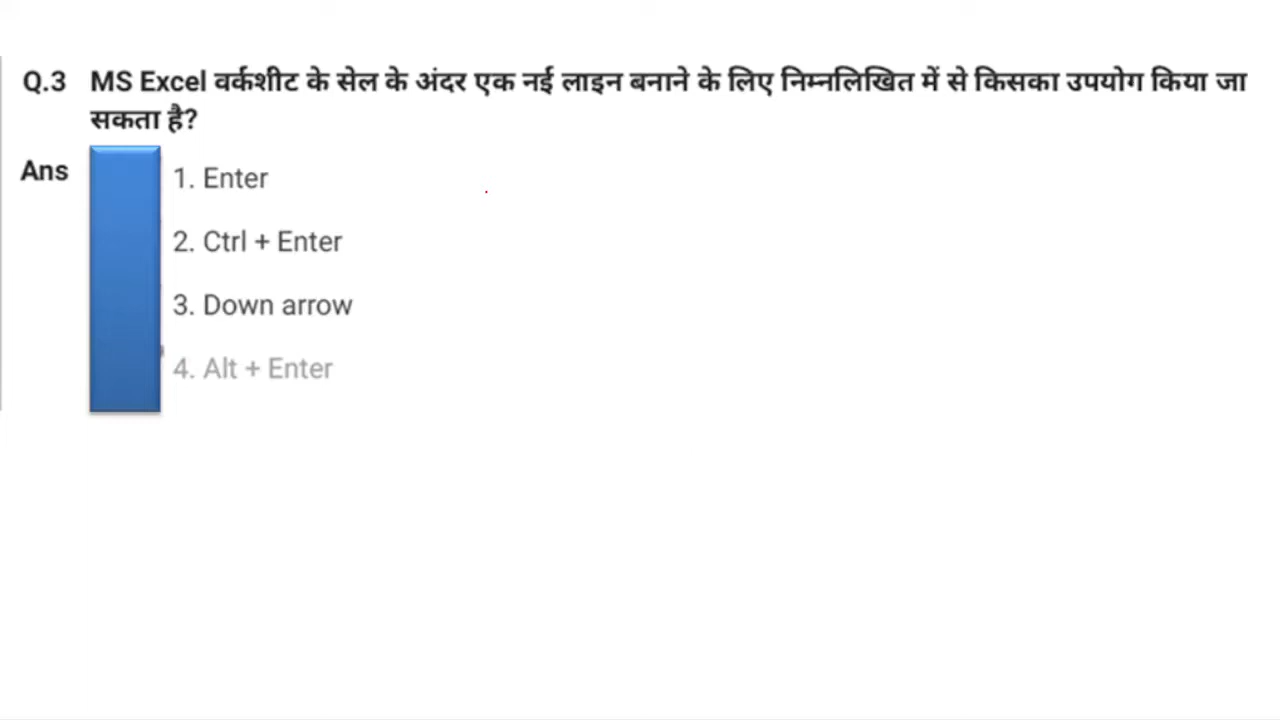 Q.3 MS Excel वर्कशीट के सेल के अंदर एक नई लाइन बनाने के लिए निम्नलिखित में से किसका उपयोग किया जा
सकता है?
Ans 1. Enter
2. Ctrl + Enter
3. Down arrow
4. Alt + Enter